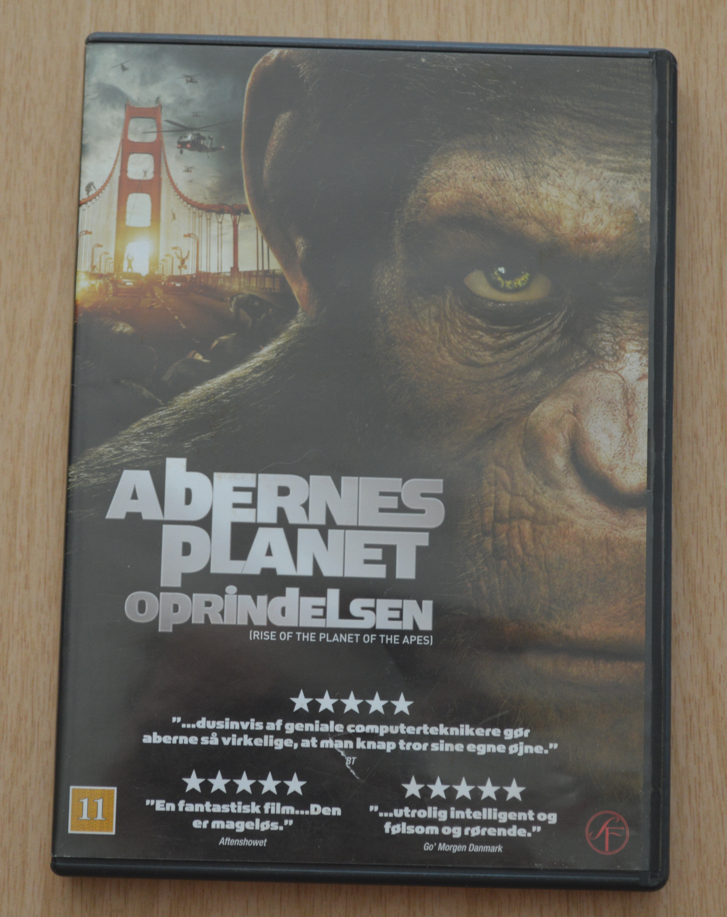 ABERNES
PLANET
OPRINDELSEN
(RISE OF THE PLANET OF THE APES)
★★★★★
"...dusinvis af geniale computerteknikere gør
aberne så virkelige, at man knap tror sine egne øjne."
BT
★★★★★
"En fantastisk film...Den
er mageløs."
Aftenshowet
★★★★★
"...utrolig intelligent og
følsom og rørende."
Go' Morgen Danmark
11
SF